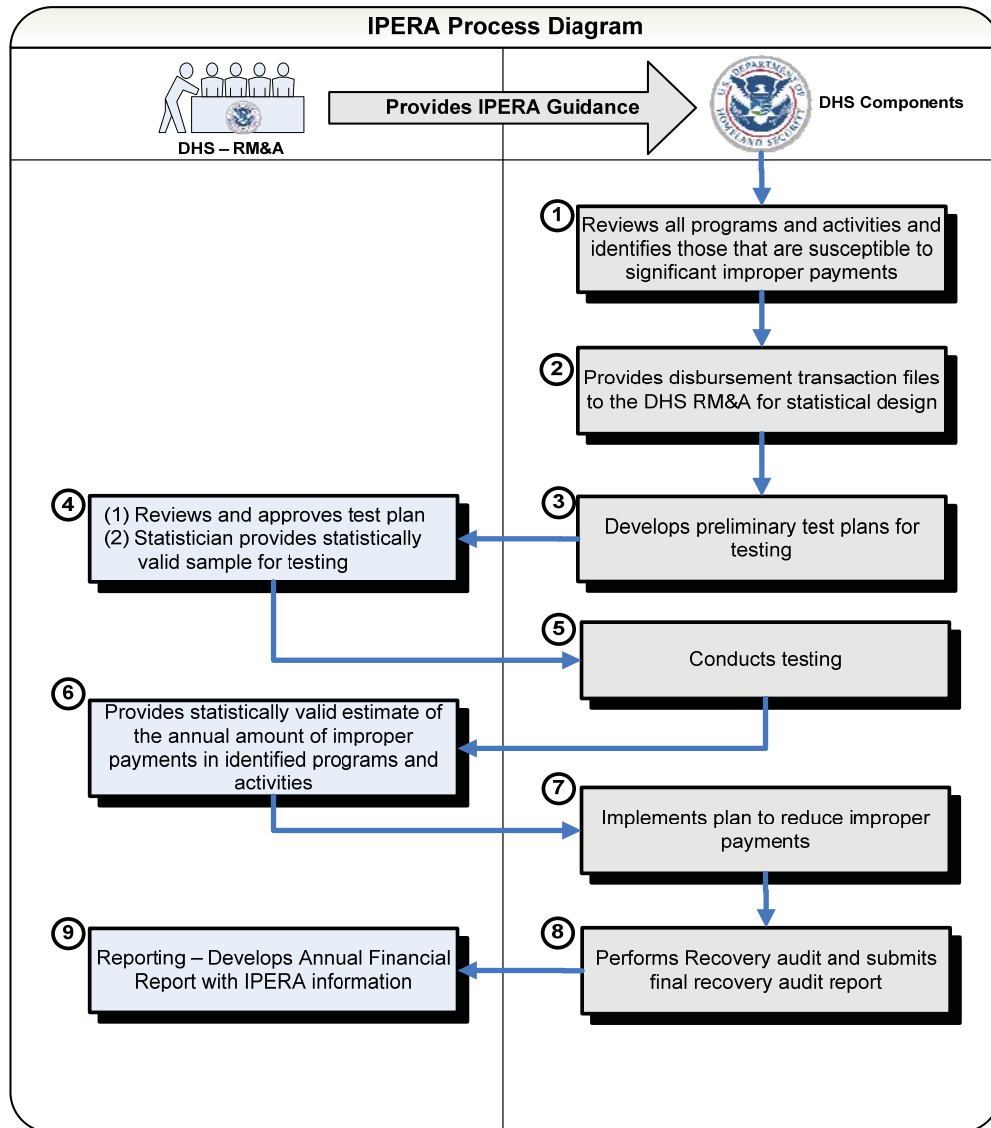 IPERA Process Diagram
DHS – RM&A
Provides IPERA Guidance
U.S. DEPARTMENT OF
HOMELAND SECURITY
DHS Components
1
Reviews all programs and activities and
identifies those that are susceptible to
significant improper payments
2
Provides disbursement transaction files
to the DHS RM&A for statistical design
3
Develops preliminary test plans for
testing
4
(1) Reviews and approves test plan
(2) Statistician provides statistically
valid sample for testing
5
Conducts testing
6
Provides statistically valid estimate of
the annual amount of improper
payments in identified programs and
activities
7
Implements plan to reduce improper
payments
8
Performs Recovery audit and submits
final recovery audit report
9
Reporting – Develops Annual Financial
Report with IPERA information